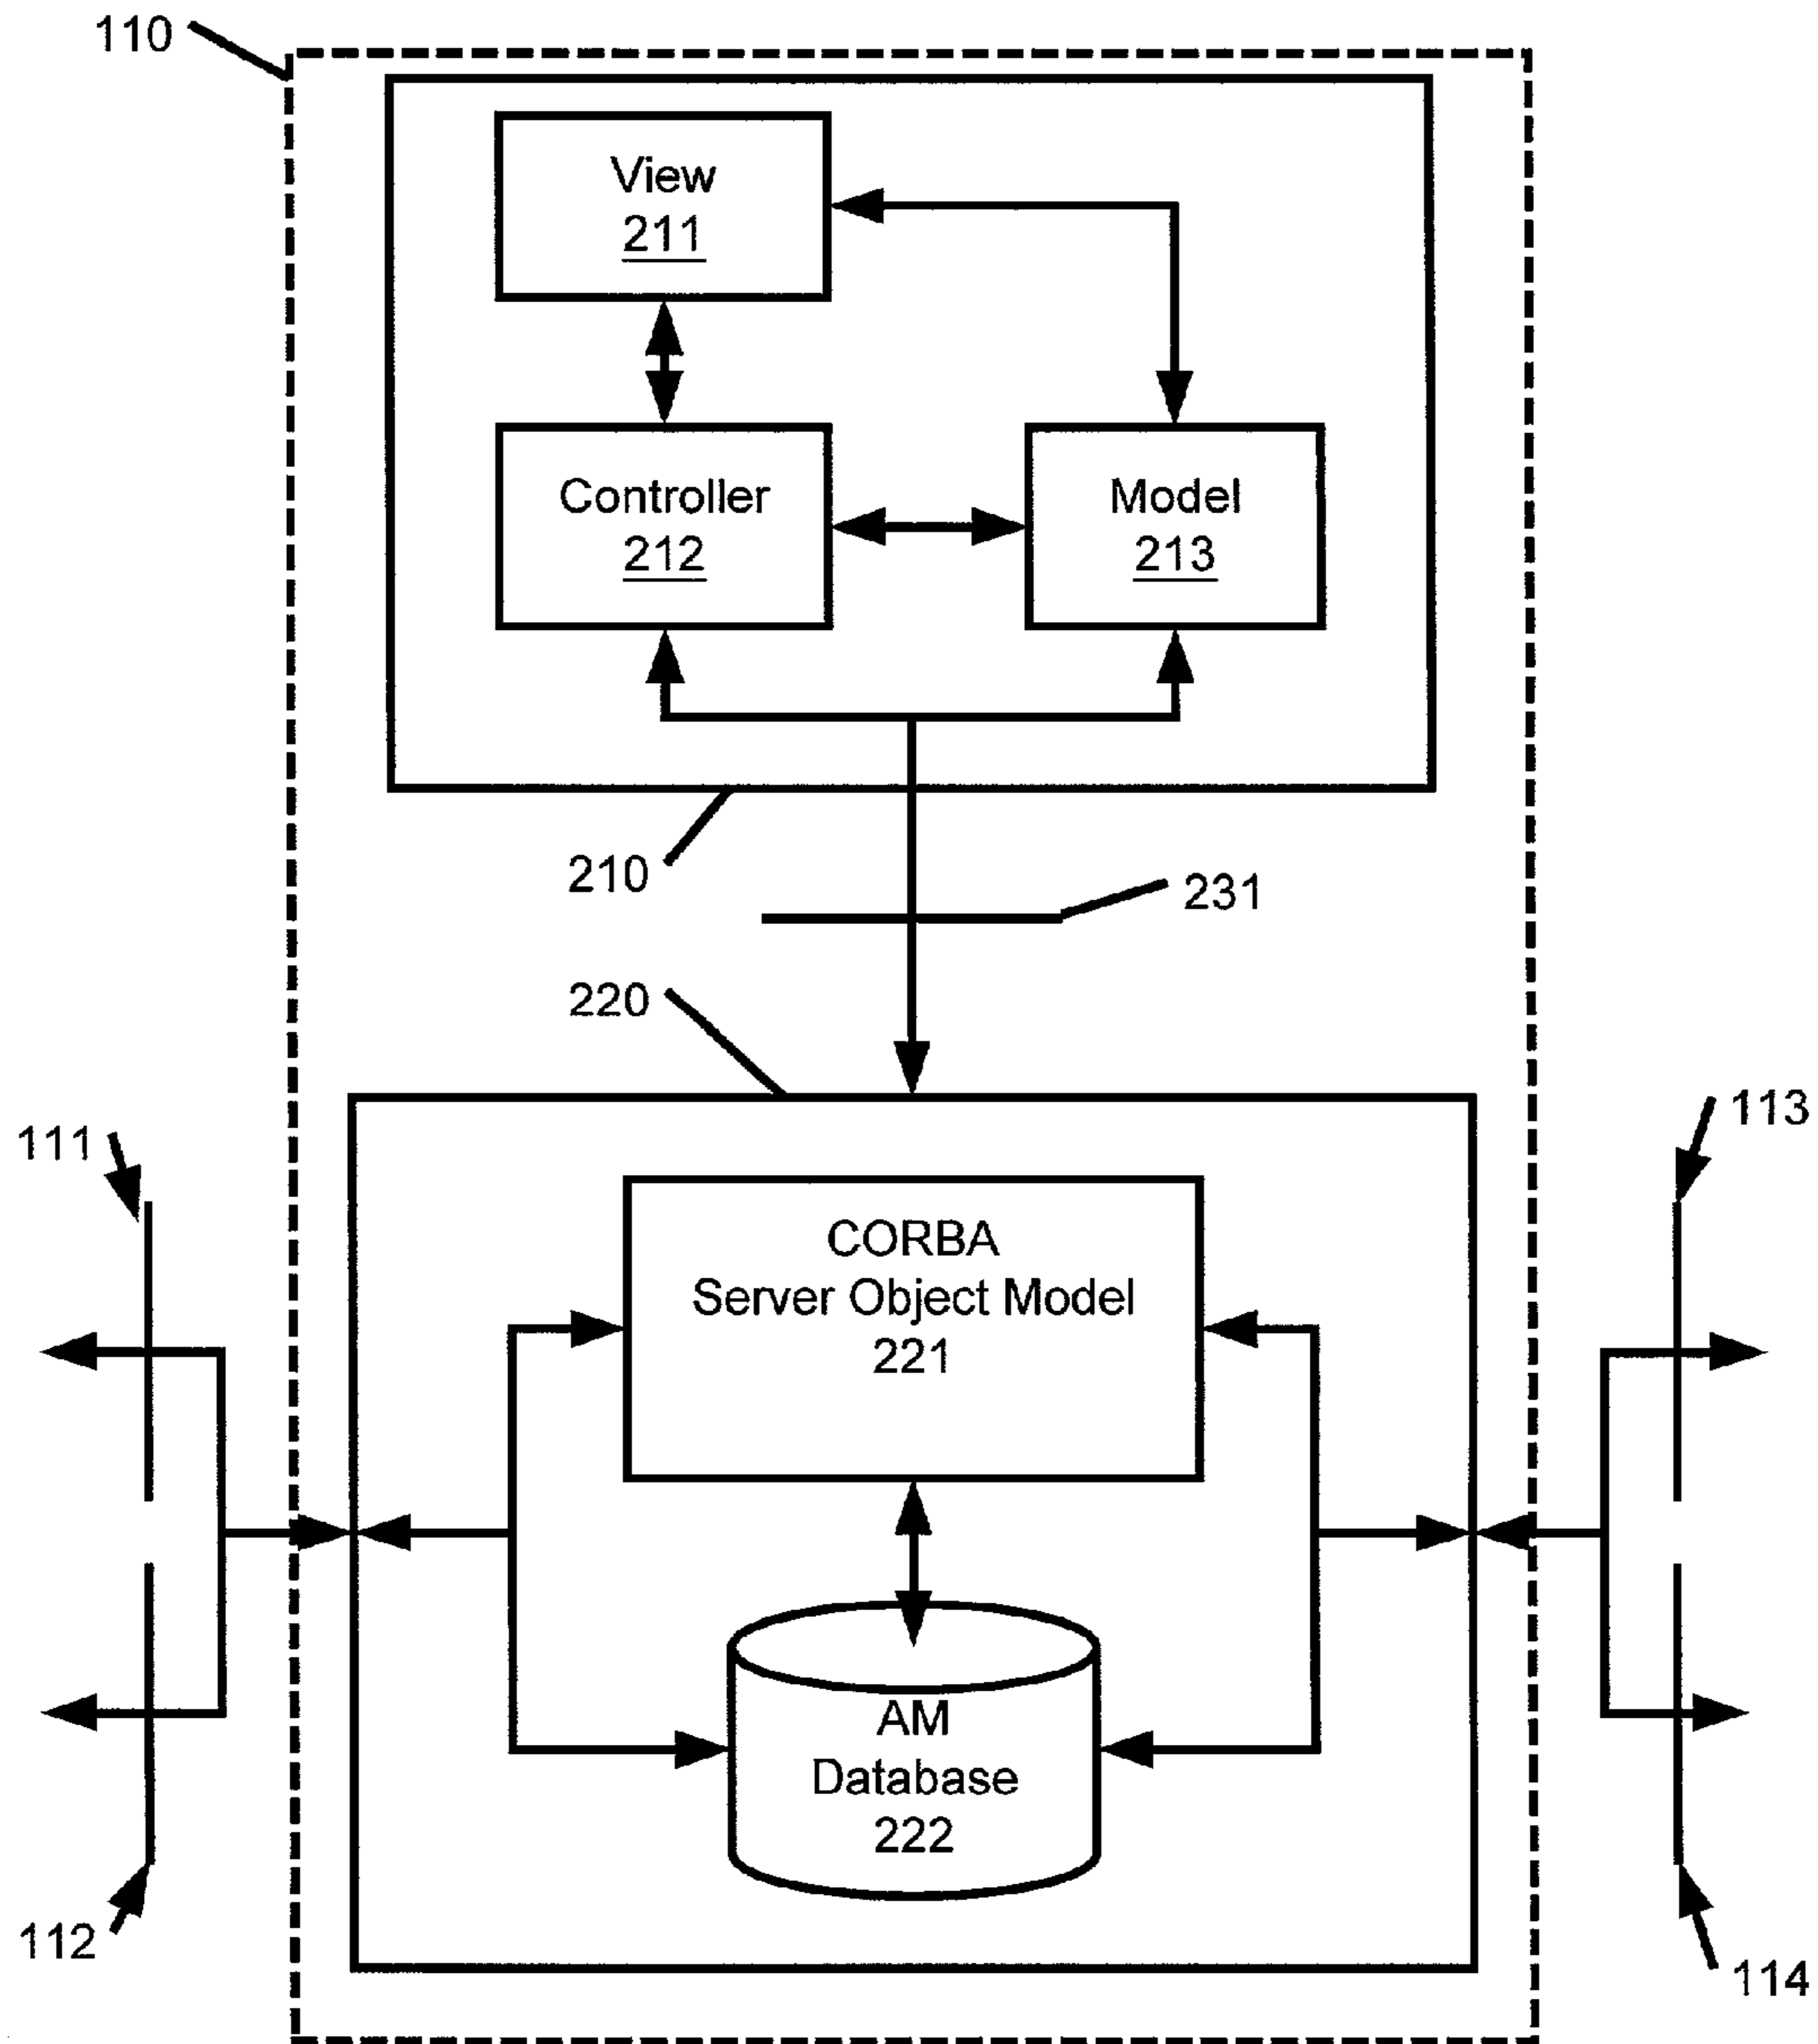 110
View
211
Controller
212
Model
213
210
231
220
111
113
CORBA
Server Object Model
221
AM
Database
222
112
114